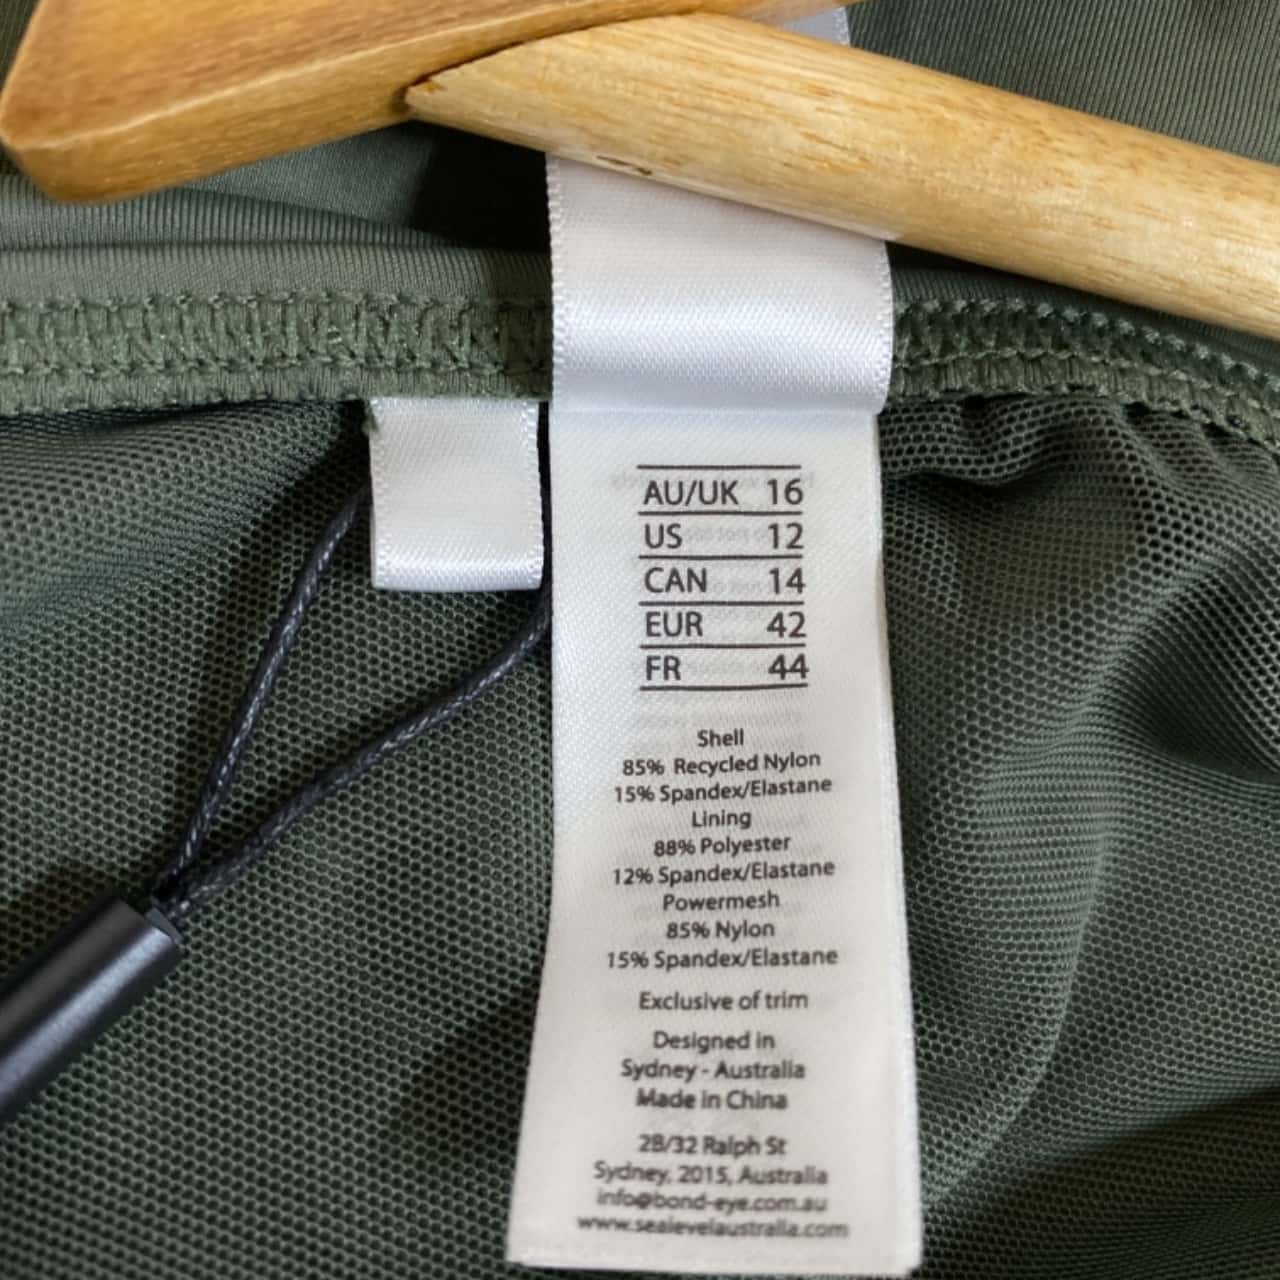 AU/UK 16
US 12
CAN 14
EUR 42
FR 44
Shell
85% Recycled Nylon
15% Spandex/Elastane
Lining
88% Polyester
12% Spandex/Elastane
Powermesh
85% Nylon
15% Spandex/Elastane
Exclusive of trim
Designed in
Sydney - Australia
Made in China
2B/32 Ralph St
Sydney, 2015, Australia
info@bond-eye.com.au
www.sealevelaustralia.com